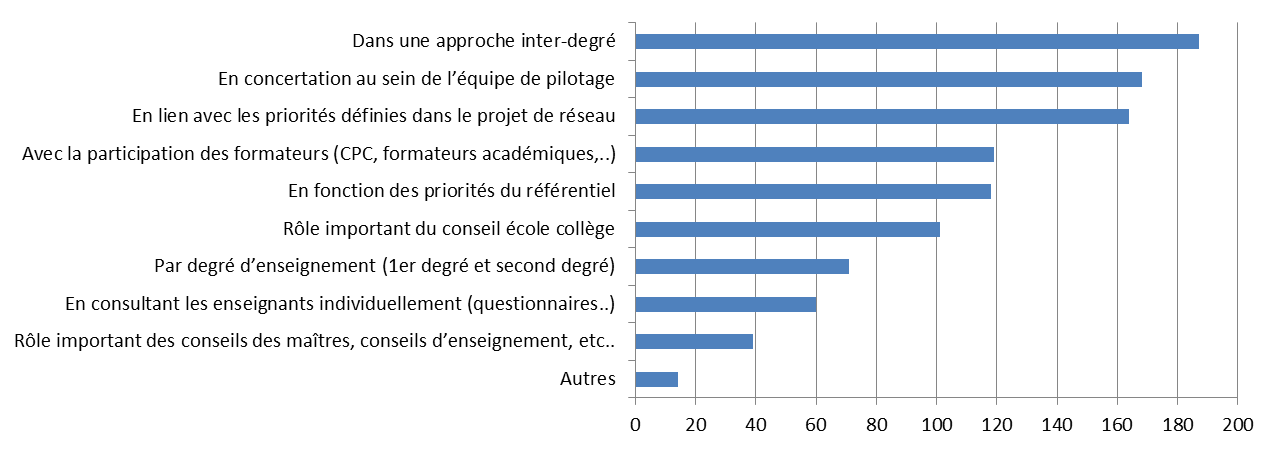 Dans une approche inter-degré
En concertation au sein de l’équipe de pilotage
En lien avec les priorités définies dans le projet de réseau
Avec la participation des formateurs (CPC, formateurs académiques,..)
En fonction des priorités du référentiel
Rôle important du conseil école collège
Par degré d’enseignement (1er degré et second degré)
En consultant les enseignants individuellement (questionnaires..)
Rôle important des conseils des maîtres, conseils d’enseignement, etc..
Autres
0 20 40 60 80 100 120 140 160 180 200